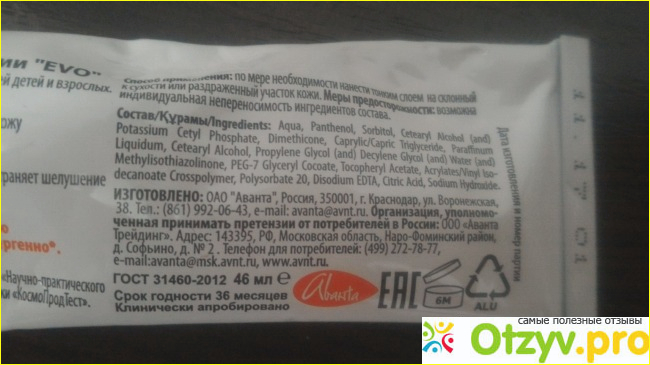 ми "EVO"
ей детей и взрослых.
кожу
раняет шелушение
о
ргенно".
«Научно-практического
ки «КосмоПродТест».
Способ применения: по мере необходимости нанести тонким слоем на склонный
к сухости или раздраженный участок кожи. Меры предосторожности: возможна
индивидуальная непереносимость ингредиентов состава.
Состав/Құрамы/Ingredients: Aqua, Panthenol, Sorbitol, Cetearyl Alcohol (and)
Potassium Cetyl Phosphate, Dimethicone, Caprylic/Capric Triglyceride, Paraffinum
Liquidum, Cetearyl Alcohol, Propylene Glycol (and) Decylene Glycol (and) Water (and)
Methylisothiazolinone, PEG-7 Glyceryl Cocoate, Tocopheryl Acetate, Acrylates/Vinyl Iso-
decanoate Crosspolymer, Polysorbate 20, Disodium EDTA, Citric Acid, Sodium Hydroxide.
ИЗГОТОВЛЕНО: ОАО "Аванта", Россия, 350001, г. Краснодар, ул. Воронежская,
38. Тел.: (861) 992-06-43, e-mail: avanta@avnt.ru. Организация, уполномо-
ченная принимать претензии от потребителей в России: ООО «Аванта
Трейдинг». Адрес: 143395, РФ, Московская область, Наро-Фоминский район,
д. Софьино, д. № 2 . Телефон для потребителей: (499) 272-78-77,
e-mail:avanta@msk.avnt.ru, www.avnt.ru.
ГОСТ 31460-2012 46 мл e
Срок годности 36 месяцев
Клинически апробировано
Avanta
EAC
6M
ALU
Дата изготовления и номер партии
самые полезные отзывы
Otzyv.pro